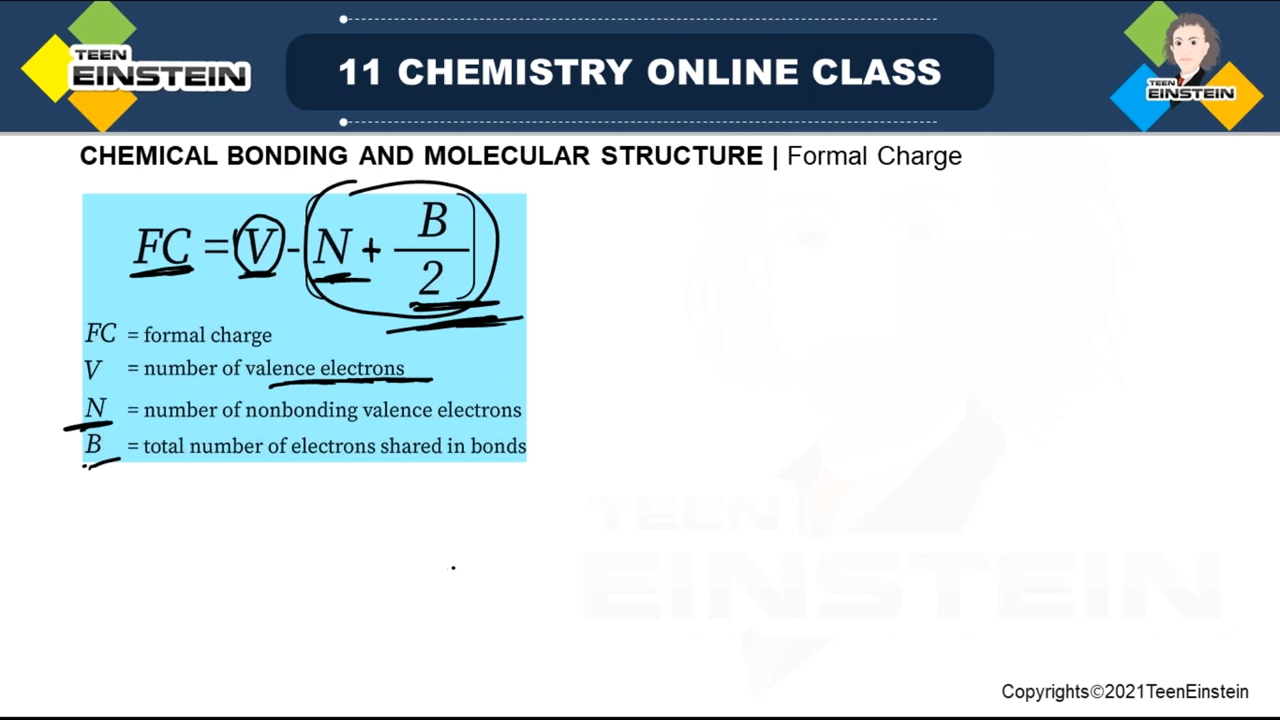 TEEN
EINSTEIN
11 CHEMISTRY ONLINE CLASS
TEEN
EINSTEIN
CHEMICAL BONDING AND MOLECULAR STRUCTURE | Formal Charge
FC = V - [N + B/2]
FC = formal charge
V = number of valence electrons
N = number of nonbonding valence electrons
B = total number of electrons shared in bonds
TEEN
EINSTEIN
Copyrights©2021TeenEinstein